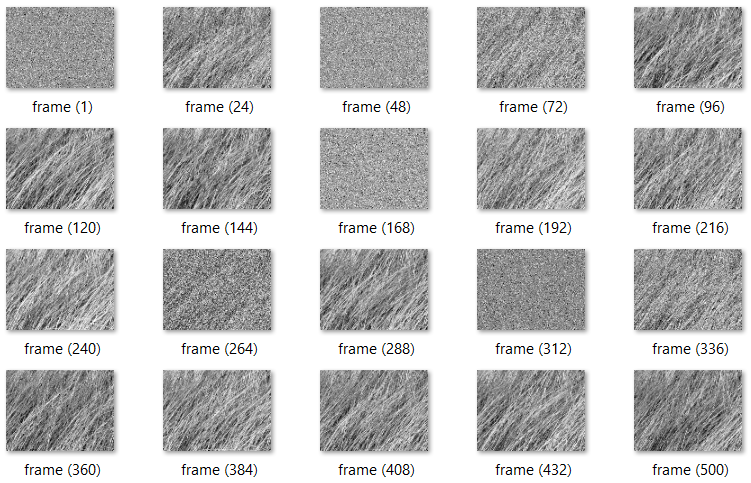 frame (1) frame (24) frame (48) frame (72) frame (96)
frame (120) frame (144) frame (168) frame (192) frame (216)
frame (240) frame (264) frame (288) frame (312) frame (336)
frame (360) frame (384) frame (408) frame (432) frame (500)